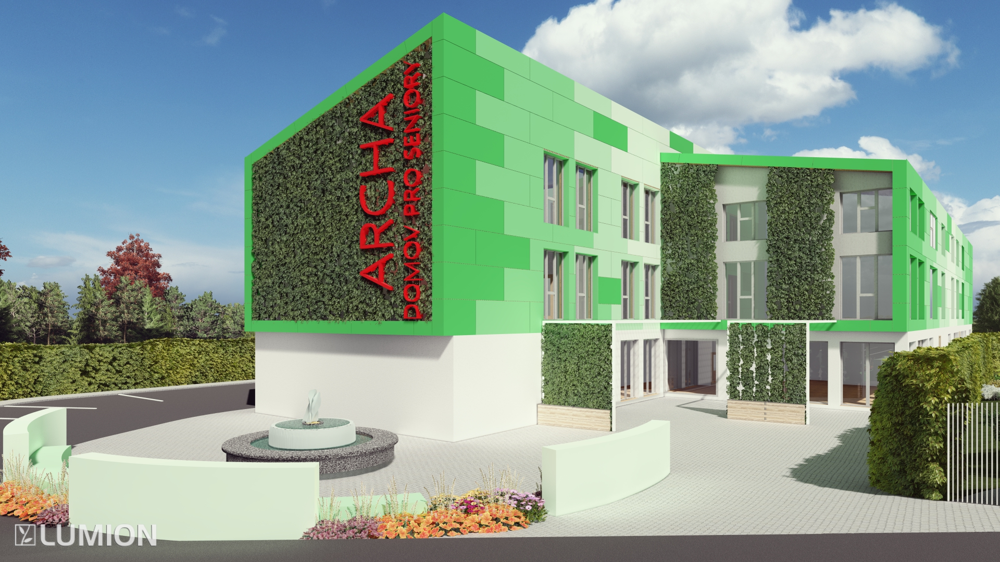 ARCHA
DOMOV PRO SENIORY
LUMION